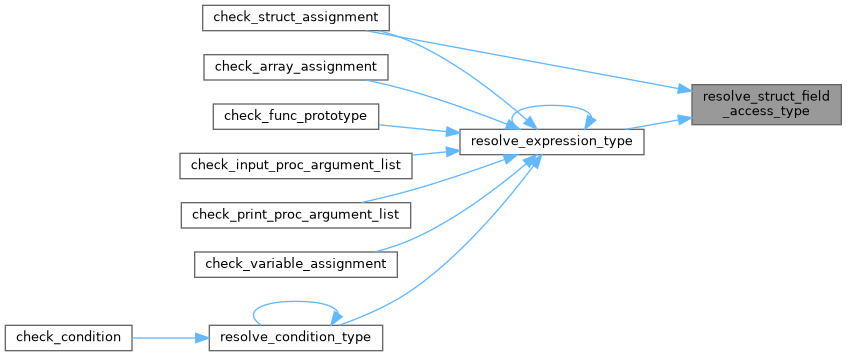 check_struct_assignment
check_array_assignment
resolve_struct_field
_access_type
check_func_prototype
resolve_expression_type
check_input_proc_argument_list
check_print_proc_argument_list
check_variable_assignment
check_condition
resolve_condition_type